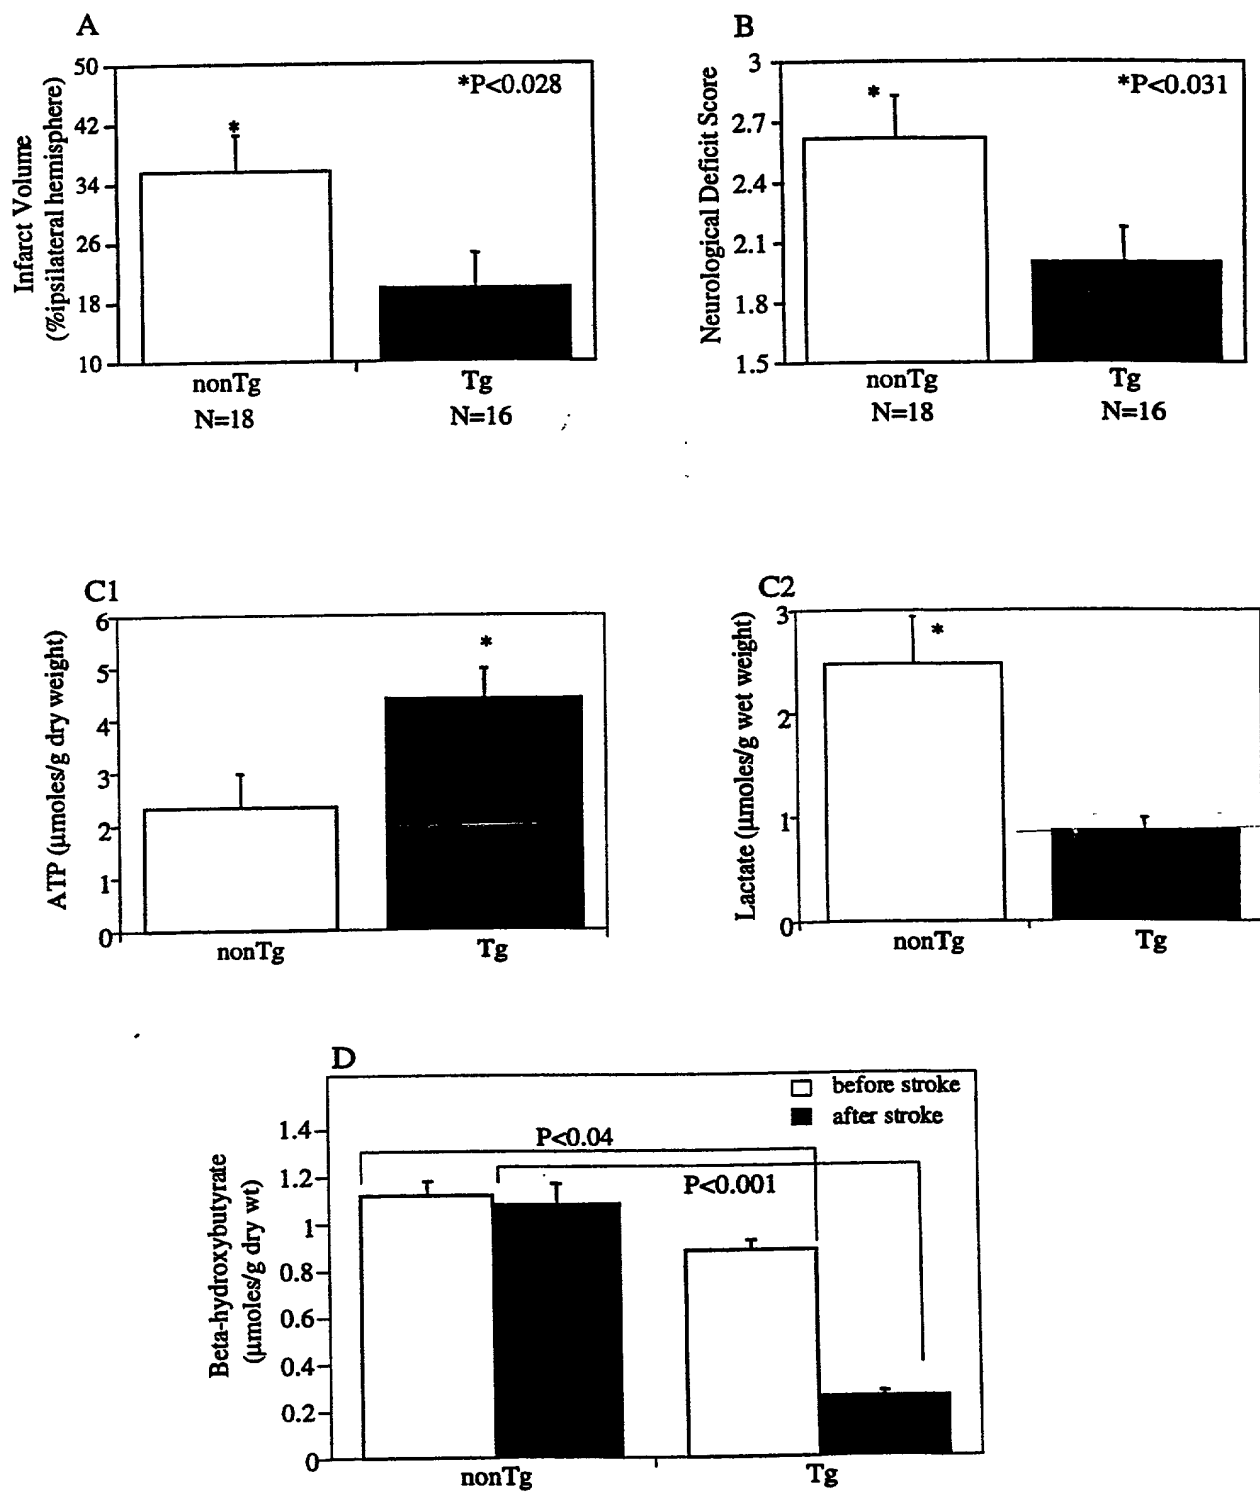 A
Infarct Volume
(%ipsilateral hemisphere)
50
42
34
26
18
10
*P<0.028
*
nonTg
Tg
N=18
N=16
B
Neurological Deficit Score
3
2.7
2.4
2.1
1.8
1.5
*P<0.031
*
nonTg
Tg
N=18
N=16
C1
ATP (μmoles/g dry weight)
6
5
4
3
2
1
0
*
nonTg
Tg
C2
Lactate (μmoles/g wet weight)
3
2
1
0
*
nonTg
Tg
D
before stroke
after stroke
Beta-hydroxybutyrate
(μmoles/g dry wt)
1.4
1.2
1
0.8
0.6
0.4
0.2
0
P<0.04
P<0.001
nonTg
Tg